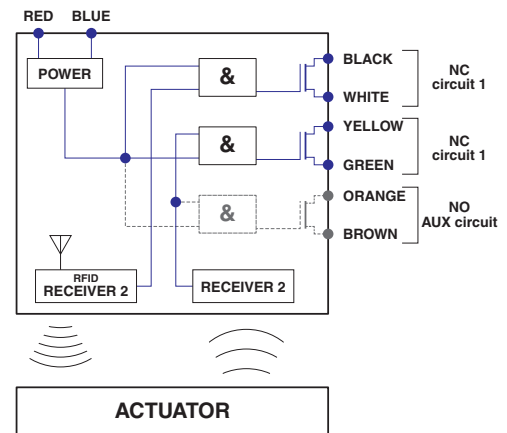 RED BLUE
POWER
&
BLACK
WHITE
NC
circuit 1
&
YELLOW
GREEN
NC
circuit 1
&
ORANGE
BROWN
NO
AUX circuit
RFID
RECEIVER 2
RECEIVER 2
ACTUATOR